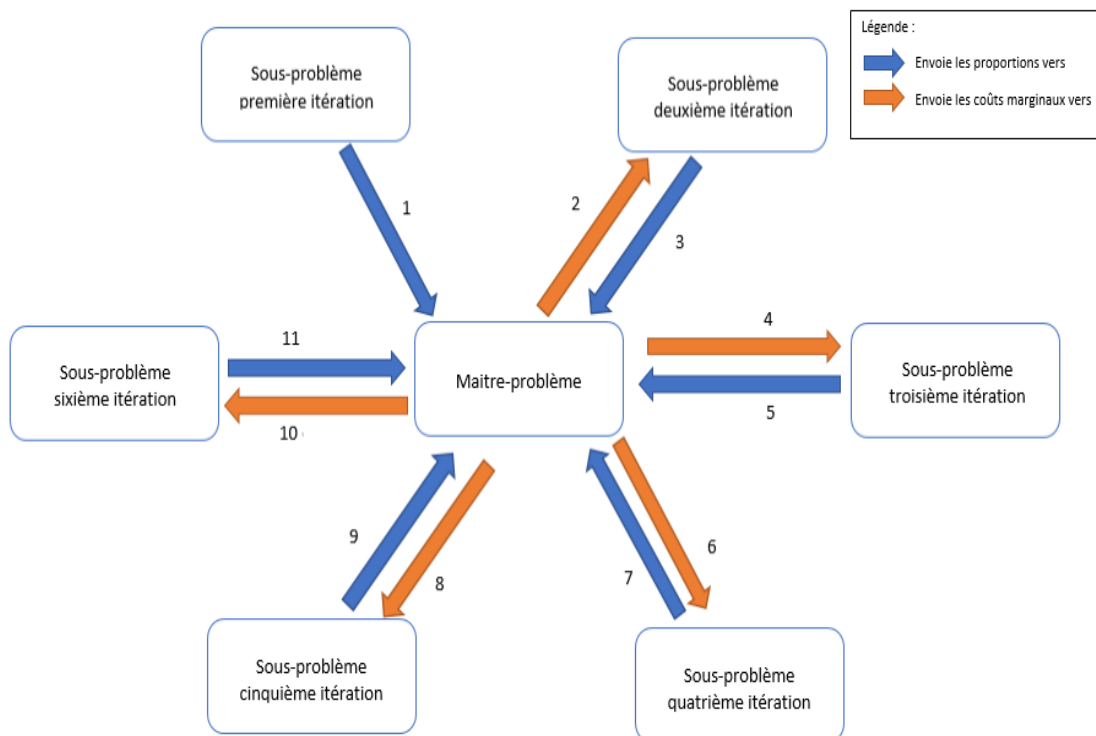 Légende :
Envoie les proportions vers
Envoie les coûts marginaux vers
Sous-problème
première itération
Sous-problème
deuxième itération
1
2
3
4
11
Sous-problème
sixième itération
Maitre-problème
Sous-problème
troisième itération
5
10
9
8
7
6
Sous-problème
cinquième itération
Sous-problème
quatrième itération